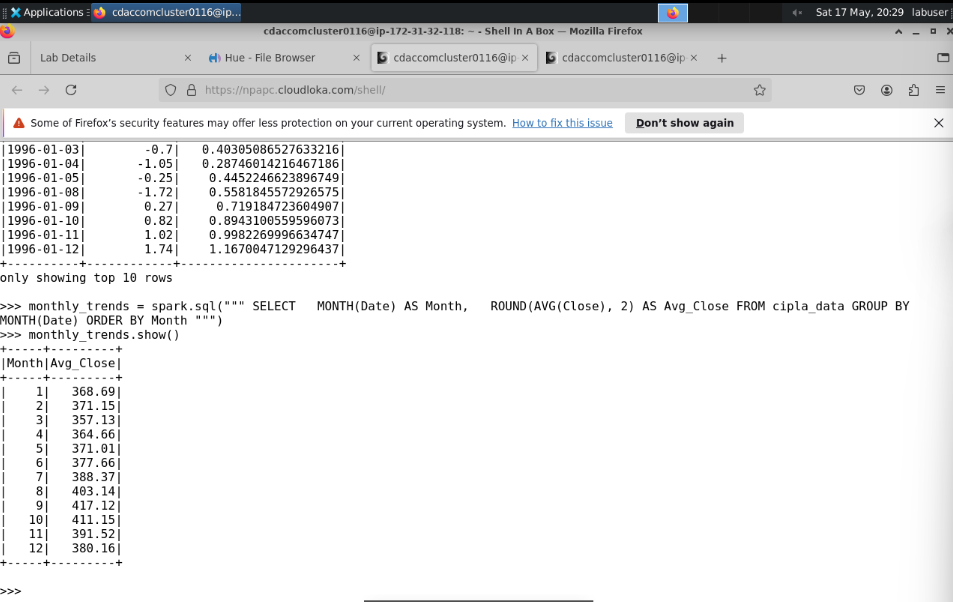 Applications
cdaccomcluster0116@ip...
Sat 17 May, 20:29
labuser
cdaccomcluster0116@ip-172-31-32-118: ~ - Shell In A Box — Mozilla Firefox
Lab Details
Hue - File Browser
cdaccomcluster0116@ip
cdaccomcluster0116@ip
https://npapc.cloudloka.com/shell/
Some of Firefox's security features may offer less protection on your current operating system. How to fix this issue
Don't show again
|1996-01-03|        -0.7|   0.40305086527633216|
|1996-01-04|       -1.05|   0.28746014216467186|
|1996-01-05|       -0.25|    0.4452246623896749|
|1996-01-08|       -1.72|    0.5581845572926575|
|1996-01-09|        0.27|     0.719184723604907|
|1996-01-10|        0.82|    0.8943100559596073|
|1996-01-11|        1.02|    0.9982269996634747|
|1996-01-12|        1.74|    1.1670047129296437|
+----------+------------+----------------------+
only showing top 10 rows
>>> monthly_trends = spark.sql(""" SELECT   MONTH(Date) AS Month,   ROUND(AVG(Close), 2) AS Avg_Close FROM cipla_data GROUP BY
MONTH(Date) ORDER BY Month """)
>>> monthly_trends.show()
+-----+---------+
|Month|Avg_Close|
+-----+---------+
|    1|   368.69|
|    2|   371.15|
|    3|   357.13|
|    4|   364.66|
|    5|   371.01|
|    6|   377.66|
|    7|   388.37|
|    8|   403.14|
|    9|   417.12|
|   10|   411.15|
|   11|   391.52|
|   12|   380.16|
+-----+---------+
>>>